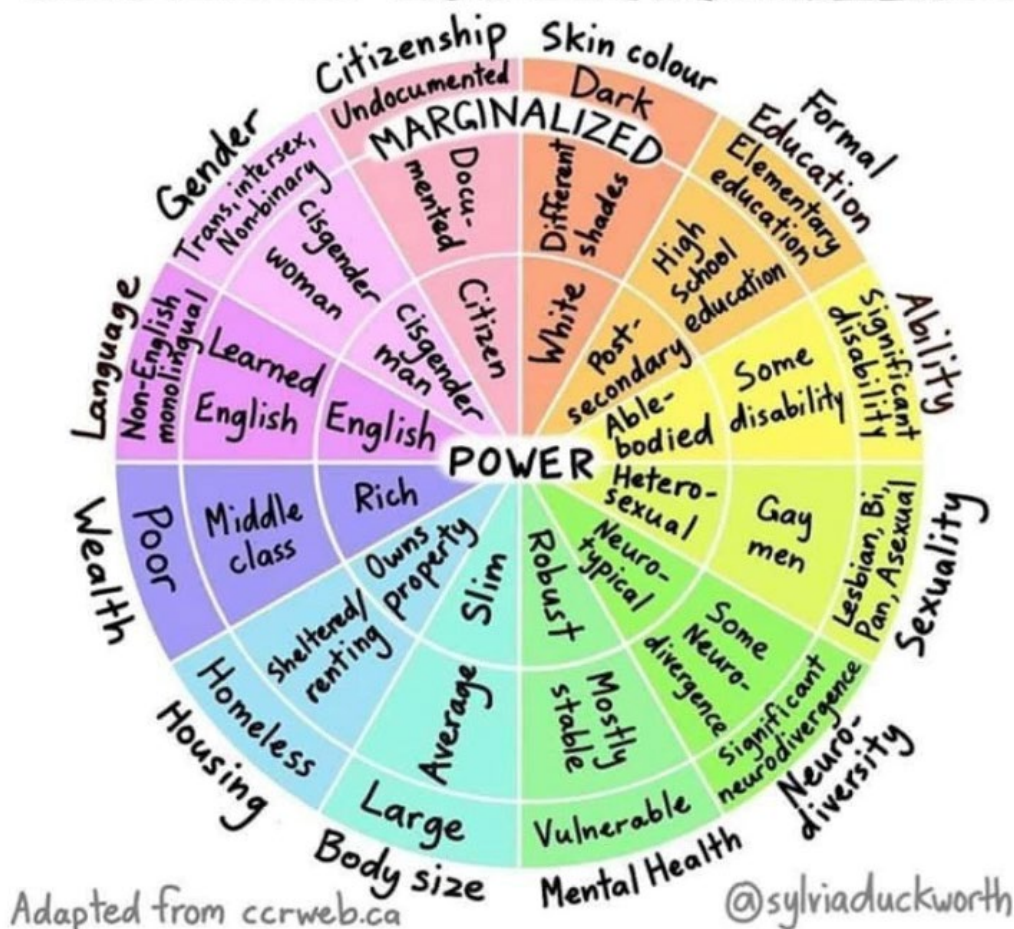 Citizenship
Undocumented
Docu-
mented
Citizen
Skin colour
Dark
Different
shades
White
Formal
Education
Elementary
education
High
School
education
Post-
secondary
Ability
Significant
disability
Some
disability
Able-
bodied
Sexuality
Lesbian, Bi,
Pan, Asexual
Gay
men
Hetero-
sexual
Neuro-
diversity
Significant
neurodivergence
Some
Neuro-
divergence
Neuro-
typical
Mental Health
Vulnerable
Mostly
stable
Robust
Body size
Large
Average
Slim
Housing
Homeless
Sheltered/
renting
Owns
property
Wealth
Poor
Middle
class
Rich
Language
Non-English
monolingual
Learned
English
English
Gender
Trans, intersex,
Non-binary
cisgender
woman
cisgender
man
MARGINALIZED
POWER
Adapted from ccrweb.ca
@sylviaduckworth